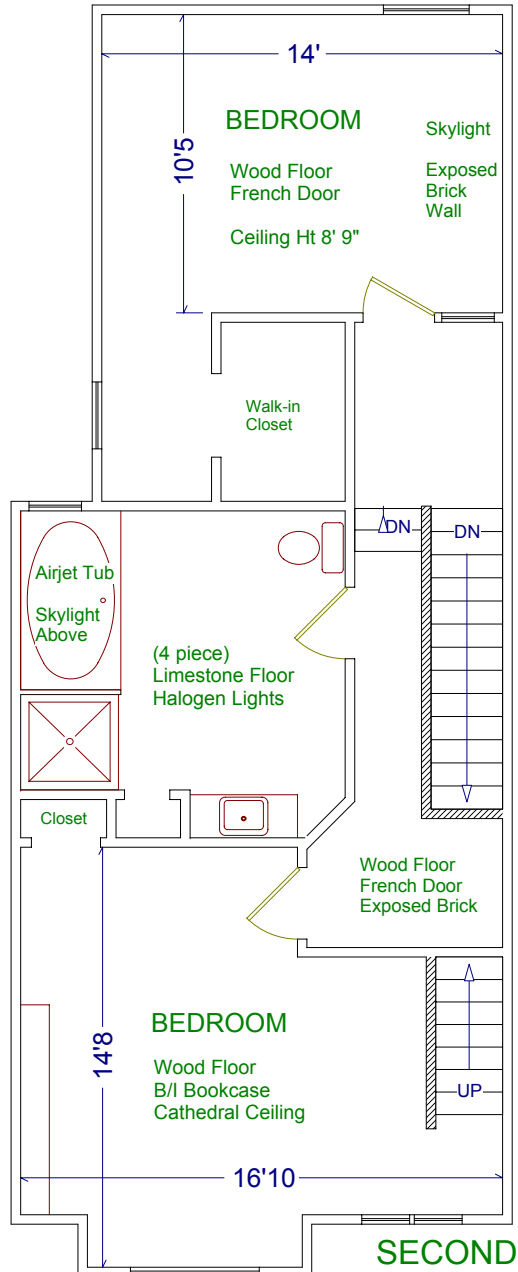 14'
BEDROOM
10'5
Wood Floor
French Door
Ceiling Ht 8' 9"
Skylight
Exposed
Brick
Wall
Walk-in
Closet
DN
DN
Airjet Tub
Skylight
Above
(4 piece)
Limestone Floor
Halogen Lights
Closet
Wood Floor
French Door
Exposed Brick
14'8
BEDROOM
Wood Floor
B/I Bookcase
Cathedral Ceiling
UP
16'10
SECOND